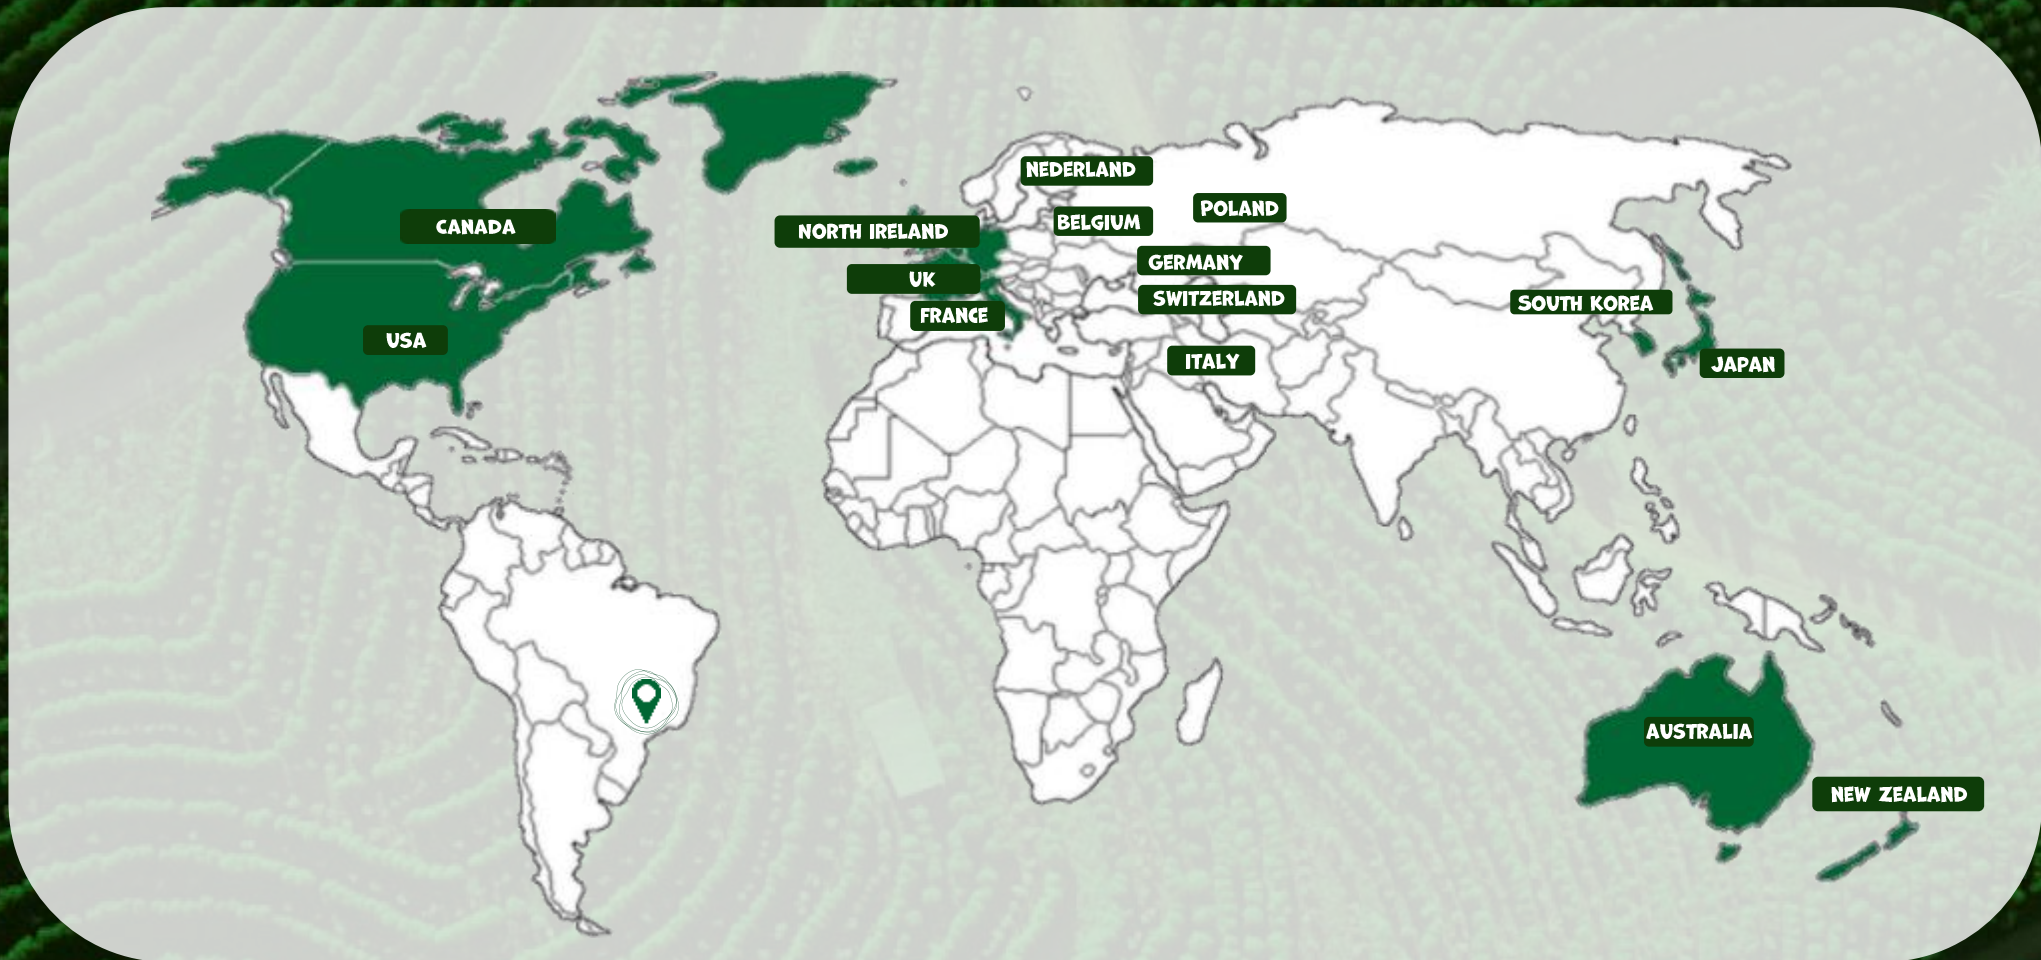 NEDERLAND
POLAND
BELGIUM
CANADA
NORTH IRELAND
GERMANY
UK
SWITZERLAND
SOUTH KOREA
FRANCE
USA
ITALY
JAPAN
AUSTRALIA
NEW ZEALAND